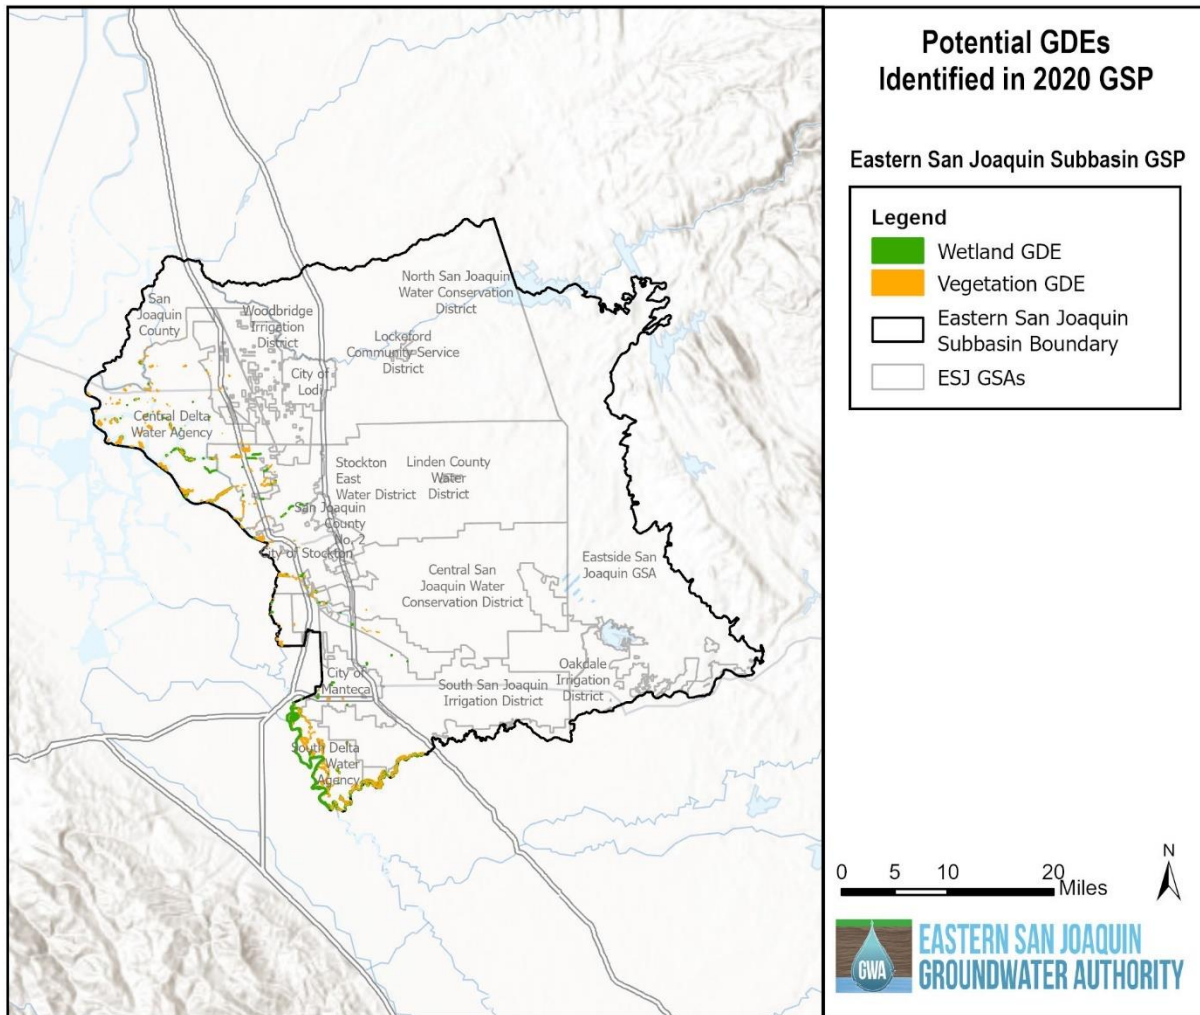 Potential GDEs
Identified in 2020 GSP
Eastern San Joaquin Subbasin GSP
Legend
Wetland GDE
Vegetation GDE
Eastern San Joaquin
Subbasin Boundary
ESJ GSAs
San
Joaquin
County
Woodbridge
Irrigation
District
North San Joaquin
Water Conservation
District
Lockeford
Community Service
District
City of
Lodi
Central Delta
Water Agency
Stockton
East
Water District
Linden County
Water
District
San Joaquin
County
No. 2
City of Stockton
Central San
Joaquin Water
Conservation District
Eastside San
Joaquin GSA
City of
Manteca
South San Joaquin
Irrigation District
Oakdale
Irrigation
District
South Delta
Water
Agency
N
0 5 10 20
Miles
GWA
EASTERN SAN JOAQUIN
GROUNDWATER AUTHORITY